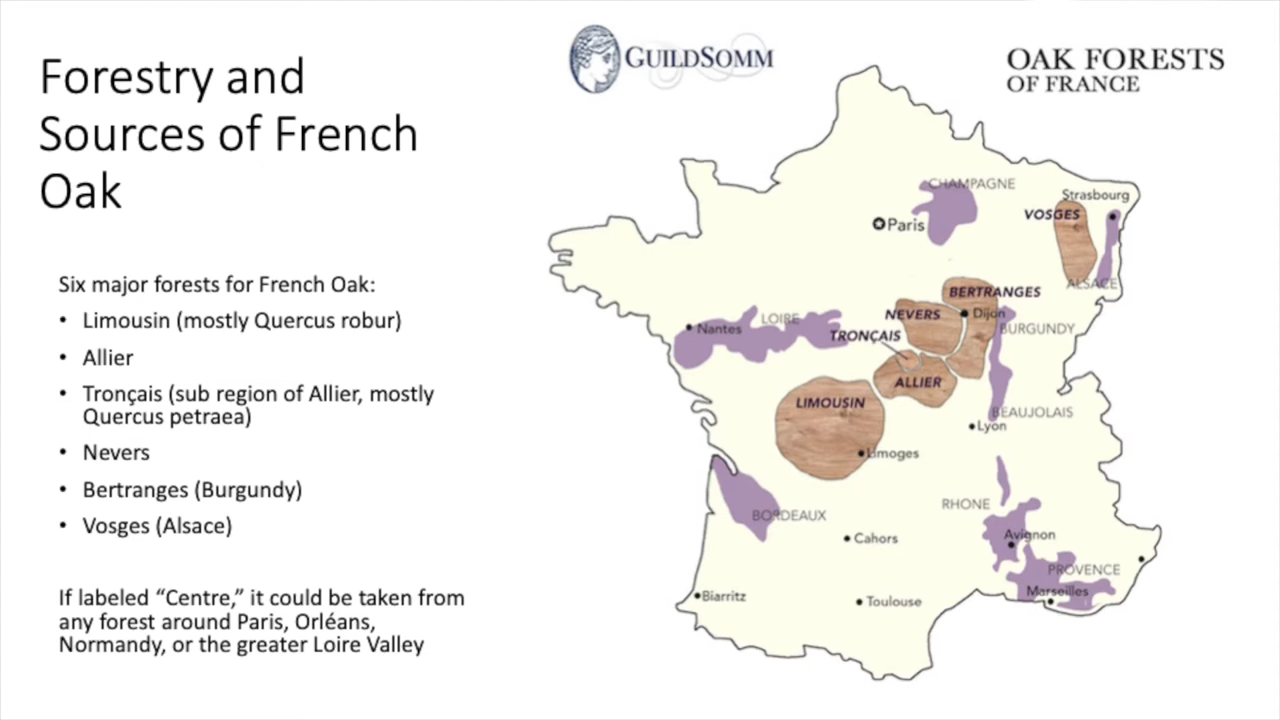 Forestry and
Sources of French
Oak
Six major forests for French Oak:
• Limousin (mostly Quercus robur)
• Allier
• Tronçais (sub region of Allier, mostly
Quercus petraea)
• Nevers
• Bertranges (Burgundy)
• Vosges (Alsace)
If labeled “Centre,” it could be taken from
any forest around Paris, Orléans,
Normandy, or the greater Loire Valley
GUILDSOMM
OAK FORESTS
OF FRANCE
CHAMPAGNE
Strasbourg
VOSGES
Paris
ALSACE
BERTRANGES
NEVERS
Dijon
LOIRE
Nantes
BURGUNDY
TRONÇAIS
ALLIER
LIMOUSIN
BEAUJOLAIS
Lyon
Limoges
RHONE
BORDEAUX
Avignon
Cahors
PROVENCE
Marseilles
Biarritz
Toulouse